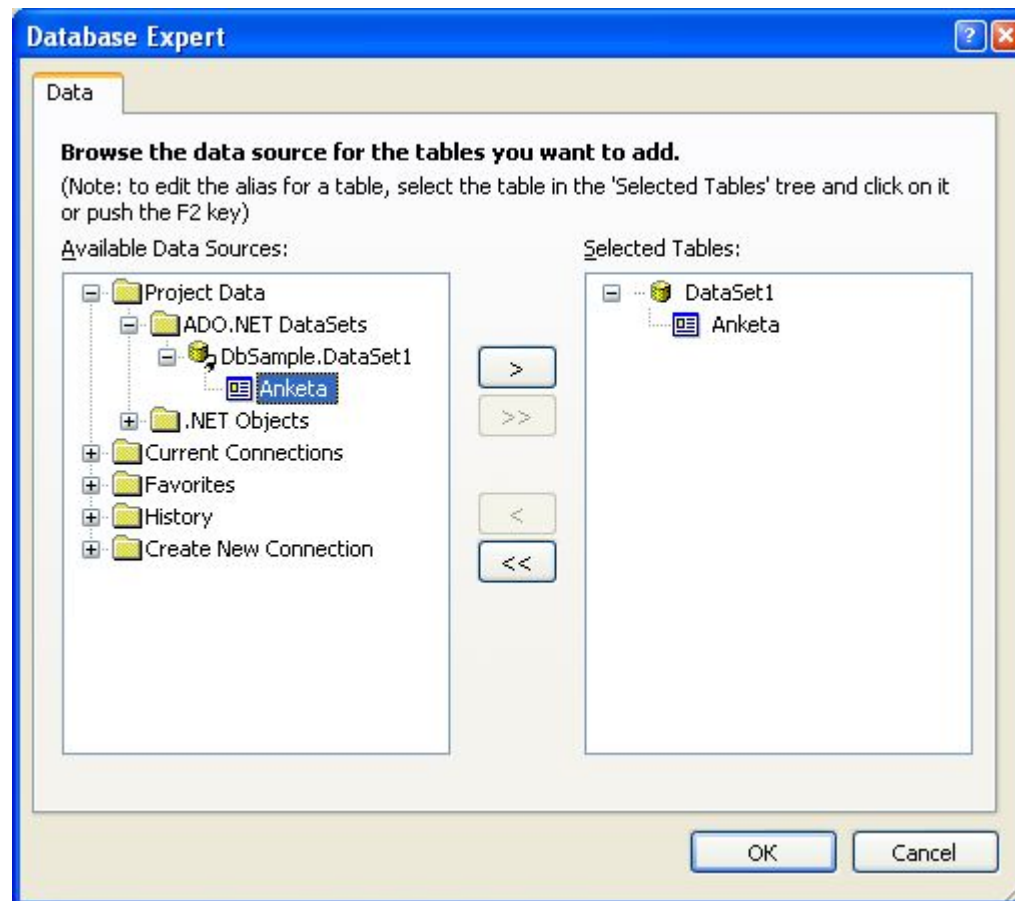 Database Expert
Data
Browse the data source for the tables you want to add.
(Note: to edit the alias for a table, select the table in the 'Selected Tables' tree and click on it
or push the F2 key)
Available Data Sources:
Project Data
ADO.NET DataSets
DbSample.DataSet1
Anketa
.NET Objects
Current Connections
Favorites
History
Create New Connection
>
>>
<
<<
Selected Tables:
DataSet1
Anketa
OK
Cancel